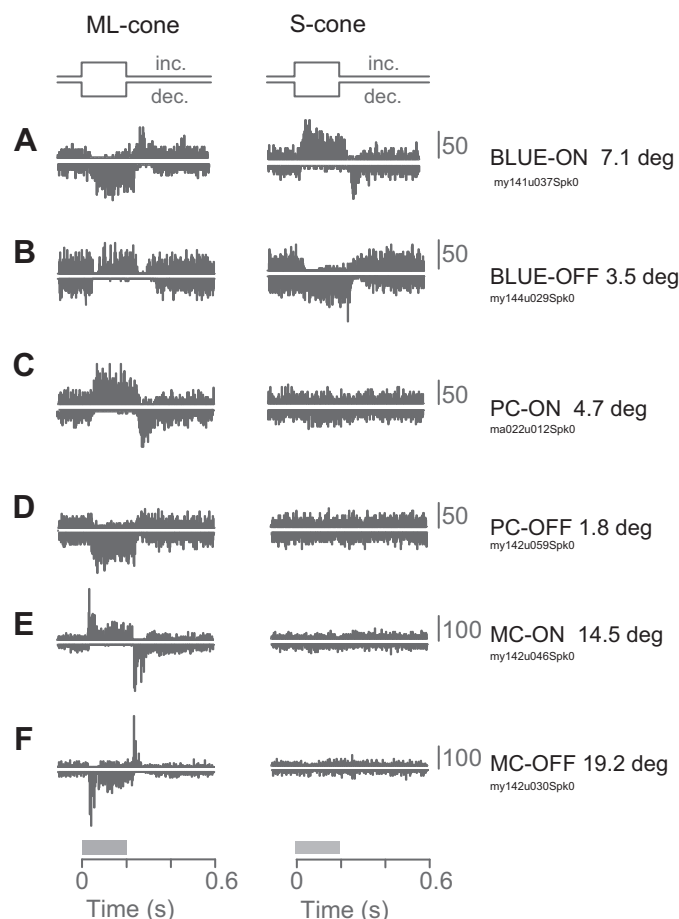 ML-cone S-cone
inc. inc.
dec. dec.
A 50 BLUE-ON 7.1 deg
my141u037Spk0
B 50 BLUE-OFF 3.5 deg
my144u029Spk0
C 50 PC-ON 4.7 deg
ma022u012Spk0
D 50 PC-OFF 1.8 deg
my142u059Spk0
E 100 MC-ON 14.5 deg
my142u046Spk0
F 100 MC-OFF 19.2 deg
my142u030Spk0
0 0.6 0 0.6
Time (s) Time (s)